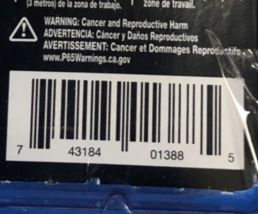 (3 metros) de la zona de trabajo.
zone de travail.
WARNING: Cancer and Reproductive Harm
ADVERTENCIA: Cáncer y Daños Reproductivos
AVERTISSEMENT: Cancer et Dommages Reproductifs
www.P65Warnings.ca.gov
7 43184 01388 5